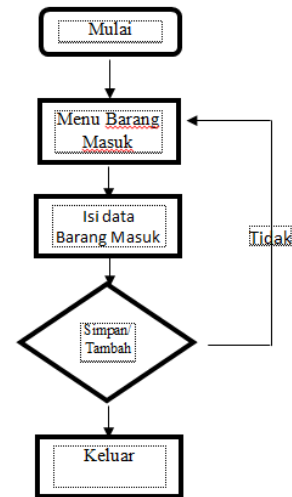 Mulai
Menu Barang
Masuk
Isi data
Barang Masuk
Tidak
Simpan/
Tambah
Keluar